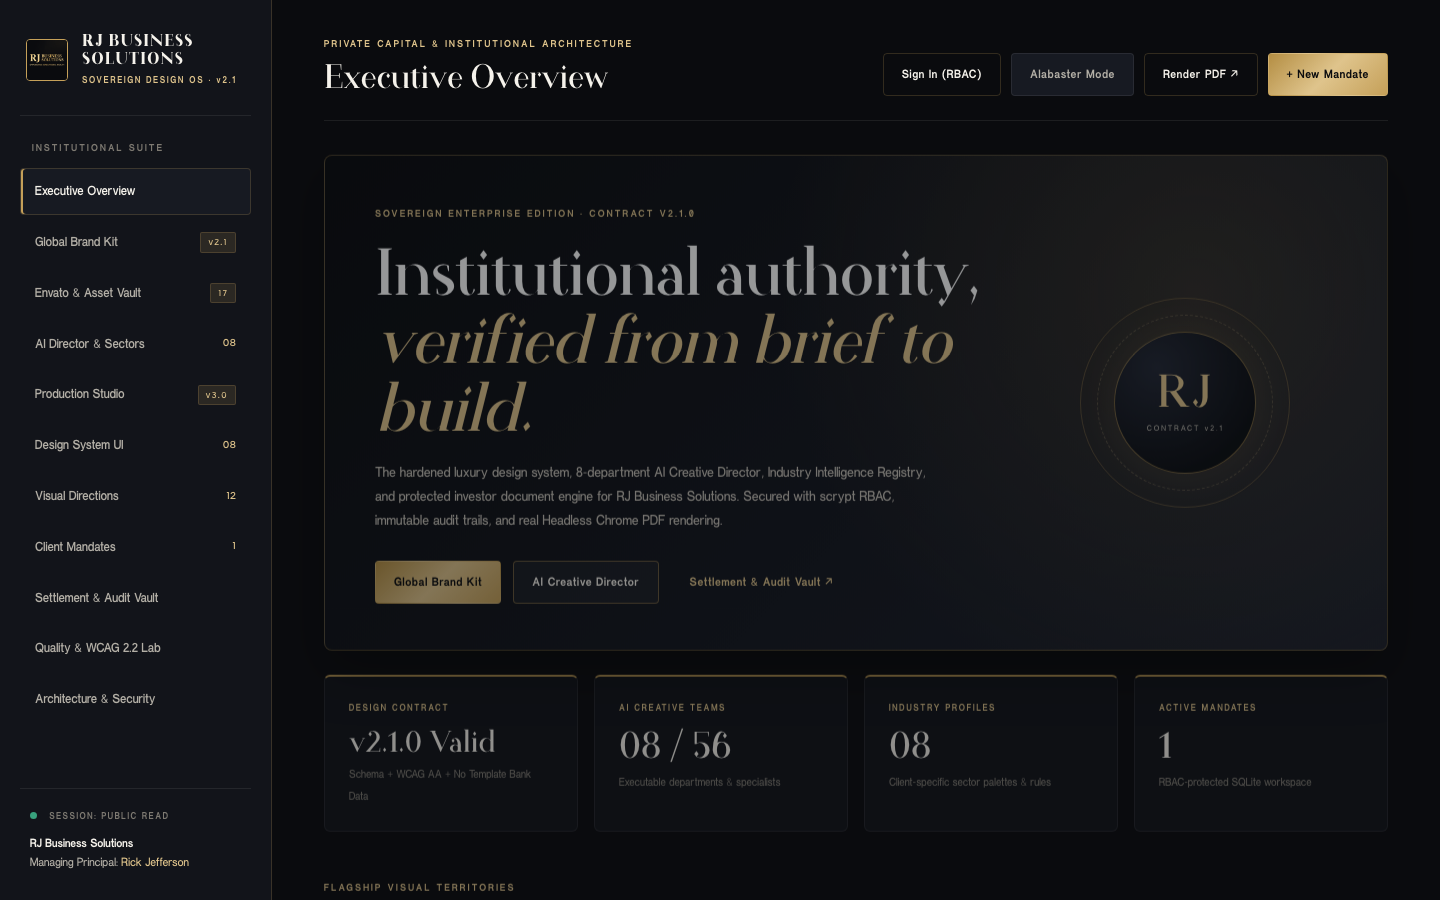 RJ BUSINESS
SOLUTIONS
SOVEREIGN DESIGN OS · v2.1
INSTITUTIONAL SUITE
Executive Overview
Global Brand Kit v2.1
Envato & Asset Vault 17
AI Director & Sectors 08
Production Studio v3.0
Design System UI 08
Visual Directions 12
Client Mandates 1
Settlement & Audit Vault
Quality & WCAG 2.2 Lab
Architecture & Security
SESSION: PUBLIC READ
RJ Business Solutions
Managing Principal: Rick Jefferson
PRIVATE CAPITAL & INSTITUTIONAL ARCHITECTURE
Executive Overview
Sign In (RBAC)
Alabaster Mode
Render PDF ↗
+ New Mandate
SOVEREIGN ENTERPRISE EDITION · CONTRACT V2.1.0
Institutional authority,
verified from brief to
build.
The hardened luxury design system, 8-department AI Creative Director, Industry Intelligence Registry,
and protected investor document engine for RJ Business Solutions. Secured with scrypt RBAC,
immutable audit trails, and real Headless Chrome PDF rendering.
Global Brand Kit
AI Creative Director
Settlement & Audit Vault ↗
RJ
CONTRACT v2.1
DESIGN CONTRACT
v2.1.0 Valid
Schema + WCAG AA + No Template Bank
Data
AI CREATIVE TEAMS
08 / 56
Executable departments & specialists
INDUSTRY PROFILES
08
Client-specific sector palettes & rules
ACTIVE MANDATES
1
RBAC-protected SQLite workspace
FLAGSHIP VISUAL TERRITORIES